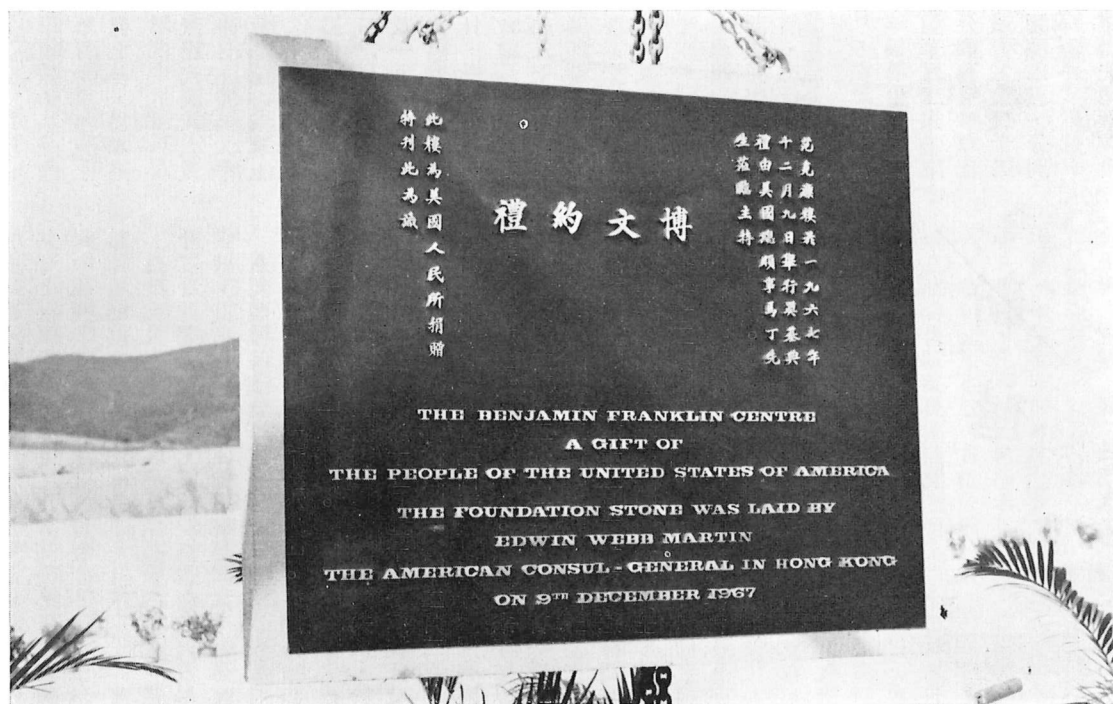 范克廉樓於一九六七年
十二月九日舉行奠基典
禮由美國總領事馬丁先
生蒞臨主持
博文約禮
此樓為美國人民所捐贈
特刊此為識
THE BENJAMIN FRANKLIN CENTRE
A GIFT OF
THE PEOPLE OF THE UNITED STATES OF AMERICA
THE FOUNDATION STONE WAS LAID BY
EDWIN WEBB MARTIN
THE AMERICAN CONSUL-GENERAL IN HONG KONG
ON 9TH DECEMBER 1967